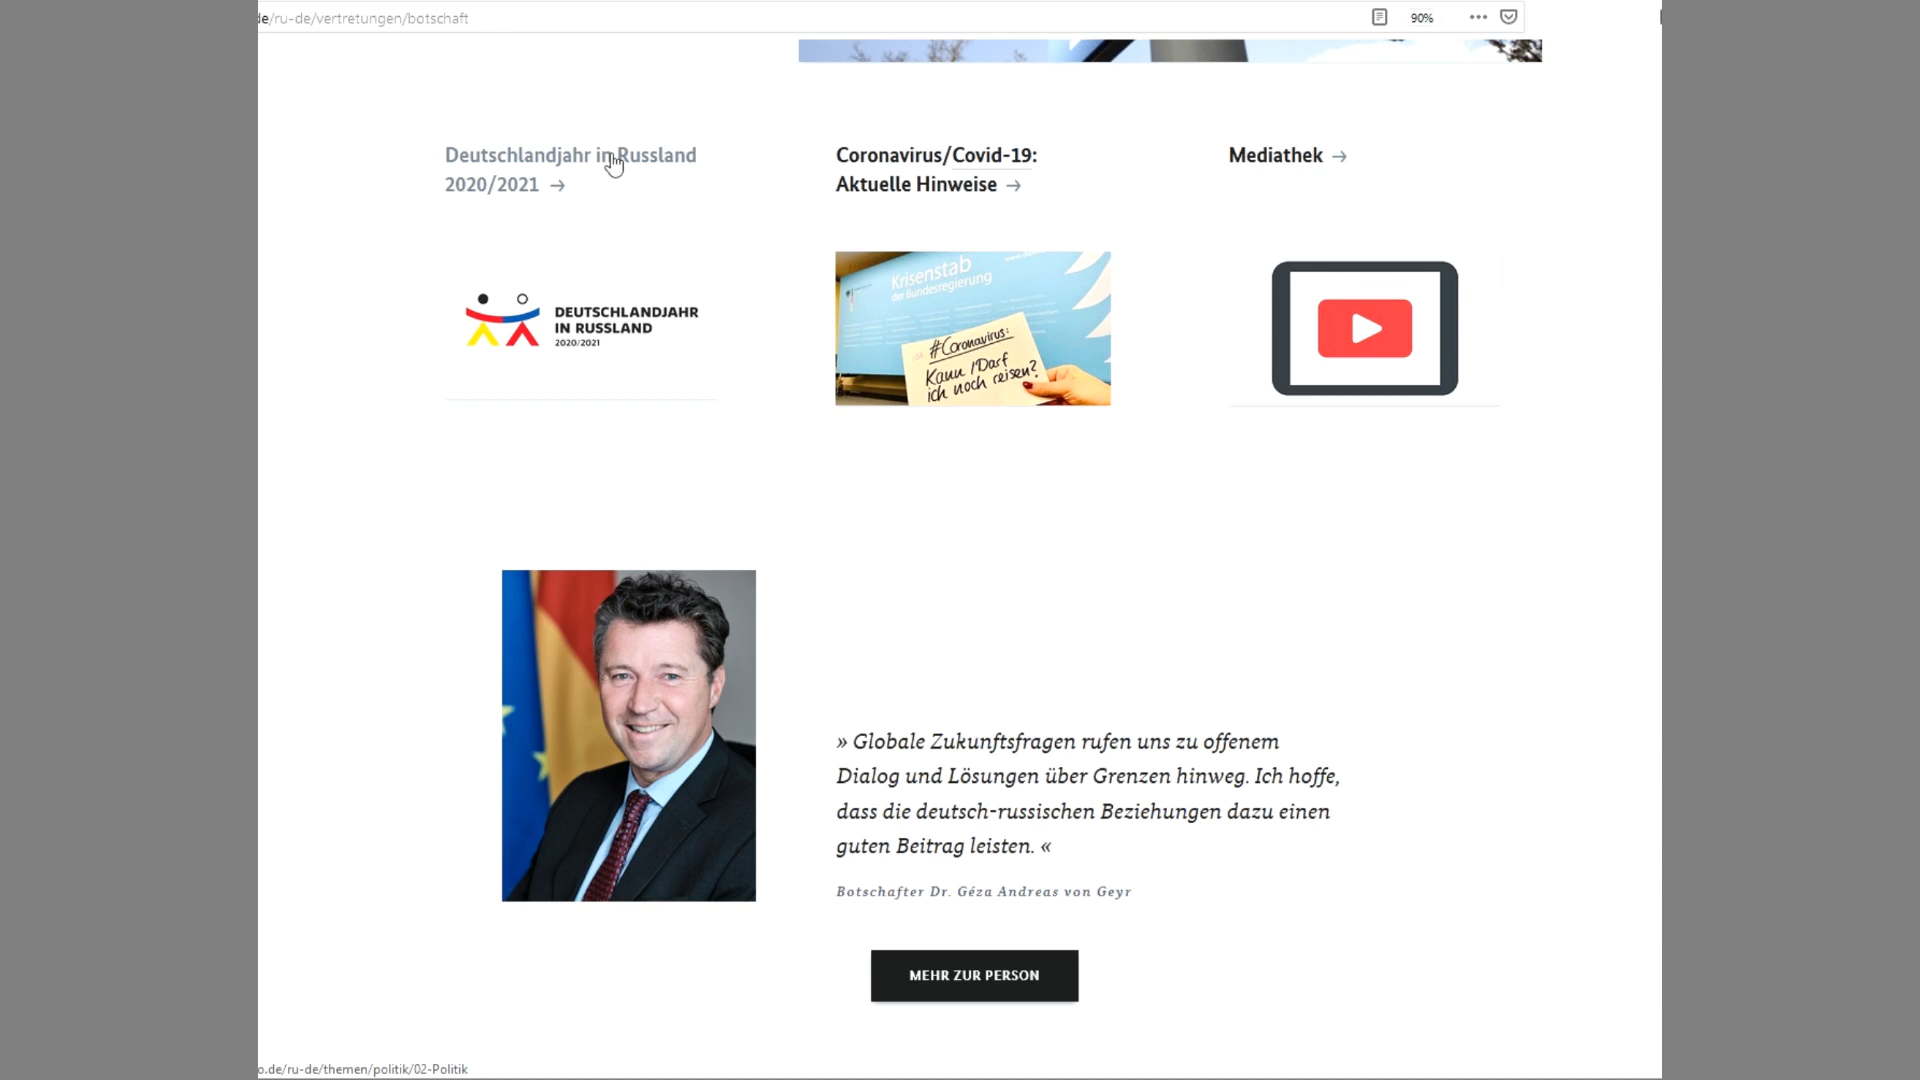 de/ru-de/vertretungen/botschaft
90%
Deutschlandjahr in Russland
2020/2021 →
Coronavirus/Covid-19:
Aktuelle Hinweise →
Mediathek →
DEUTSCHLANDJAHR
IN RUSSLAND
2020/2021
Krisenstab
der Bundesregierung
#Coronavirus:
Kann / Darf
ich noch reisen?
» Globale Zukunftsfragen rufen uns zu offenem
Dialog und Lösungen über Grenzen hinweg. Ich hoffe,
dass die deutsch-russischen Beziehungen dazu einen
guten Beitrag leisten. «
Botschafter Dr. Géza Andreas von Geyr
MEHR ZUR PERSON
o.de/ru-de/themen/politik/02-Politik